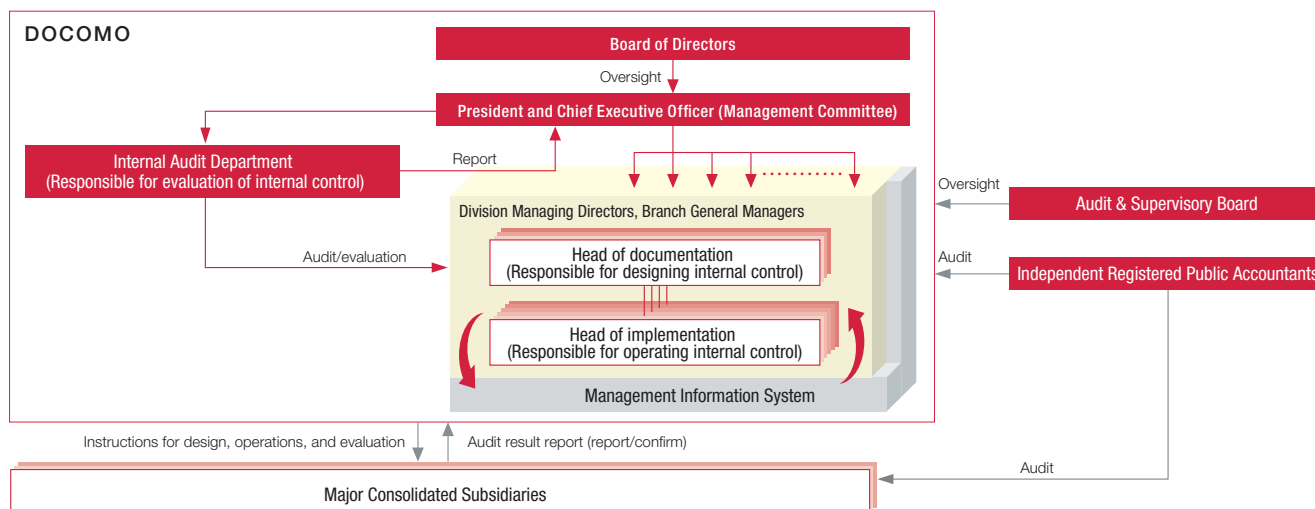 DOCOMO
Board of Directors
Oversight
President and Chief Executive Officer (Management Committee)
Internal Audit Department
(Responsible for evaluation of internal control)
Report
Division Managing Directors, Branch General Managers
Oversight
Audit & Supervisory Board
Audit/evaluation
Head of documentation
(Responsible for designing internal control)
Audit
Independent Registered Public Accountants
Head of implementation
(Responsible for operating internal control)
Management Information System
Instructions for design, operations, and evaluation
Audit result report (report/confirm)
Audit
Major Consolidated Subsidiaries